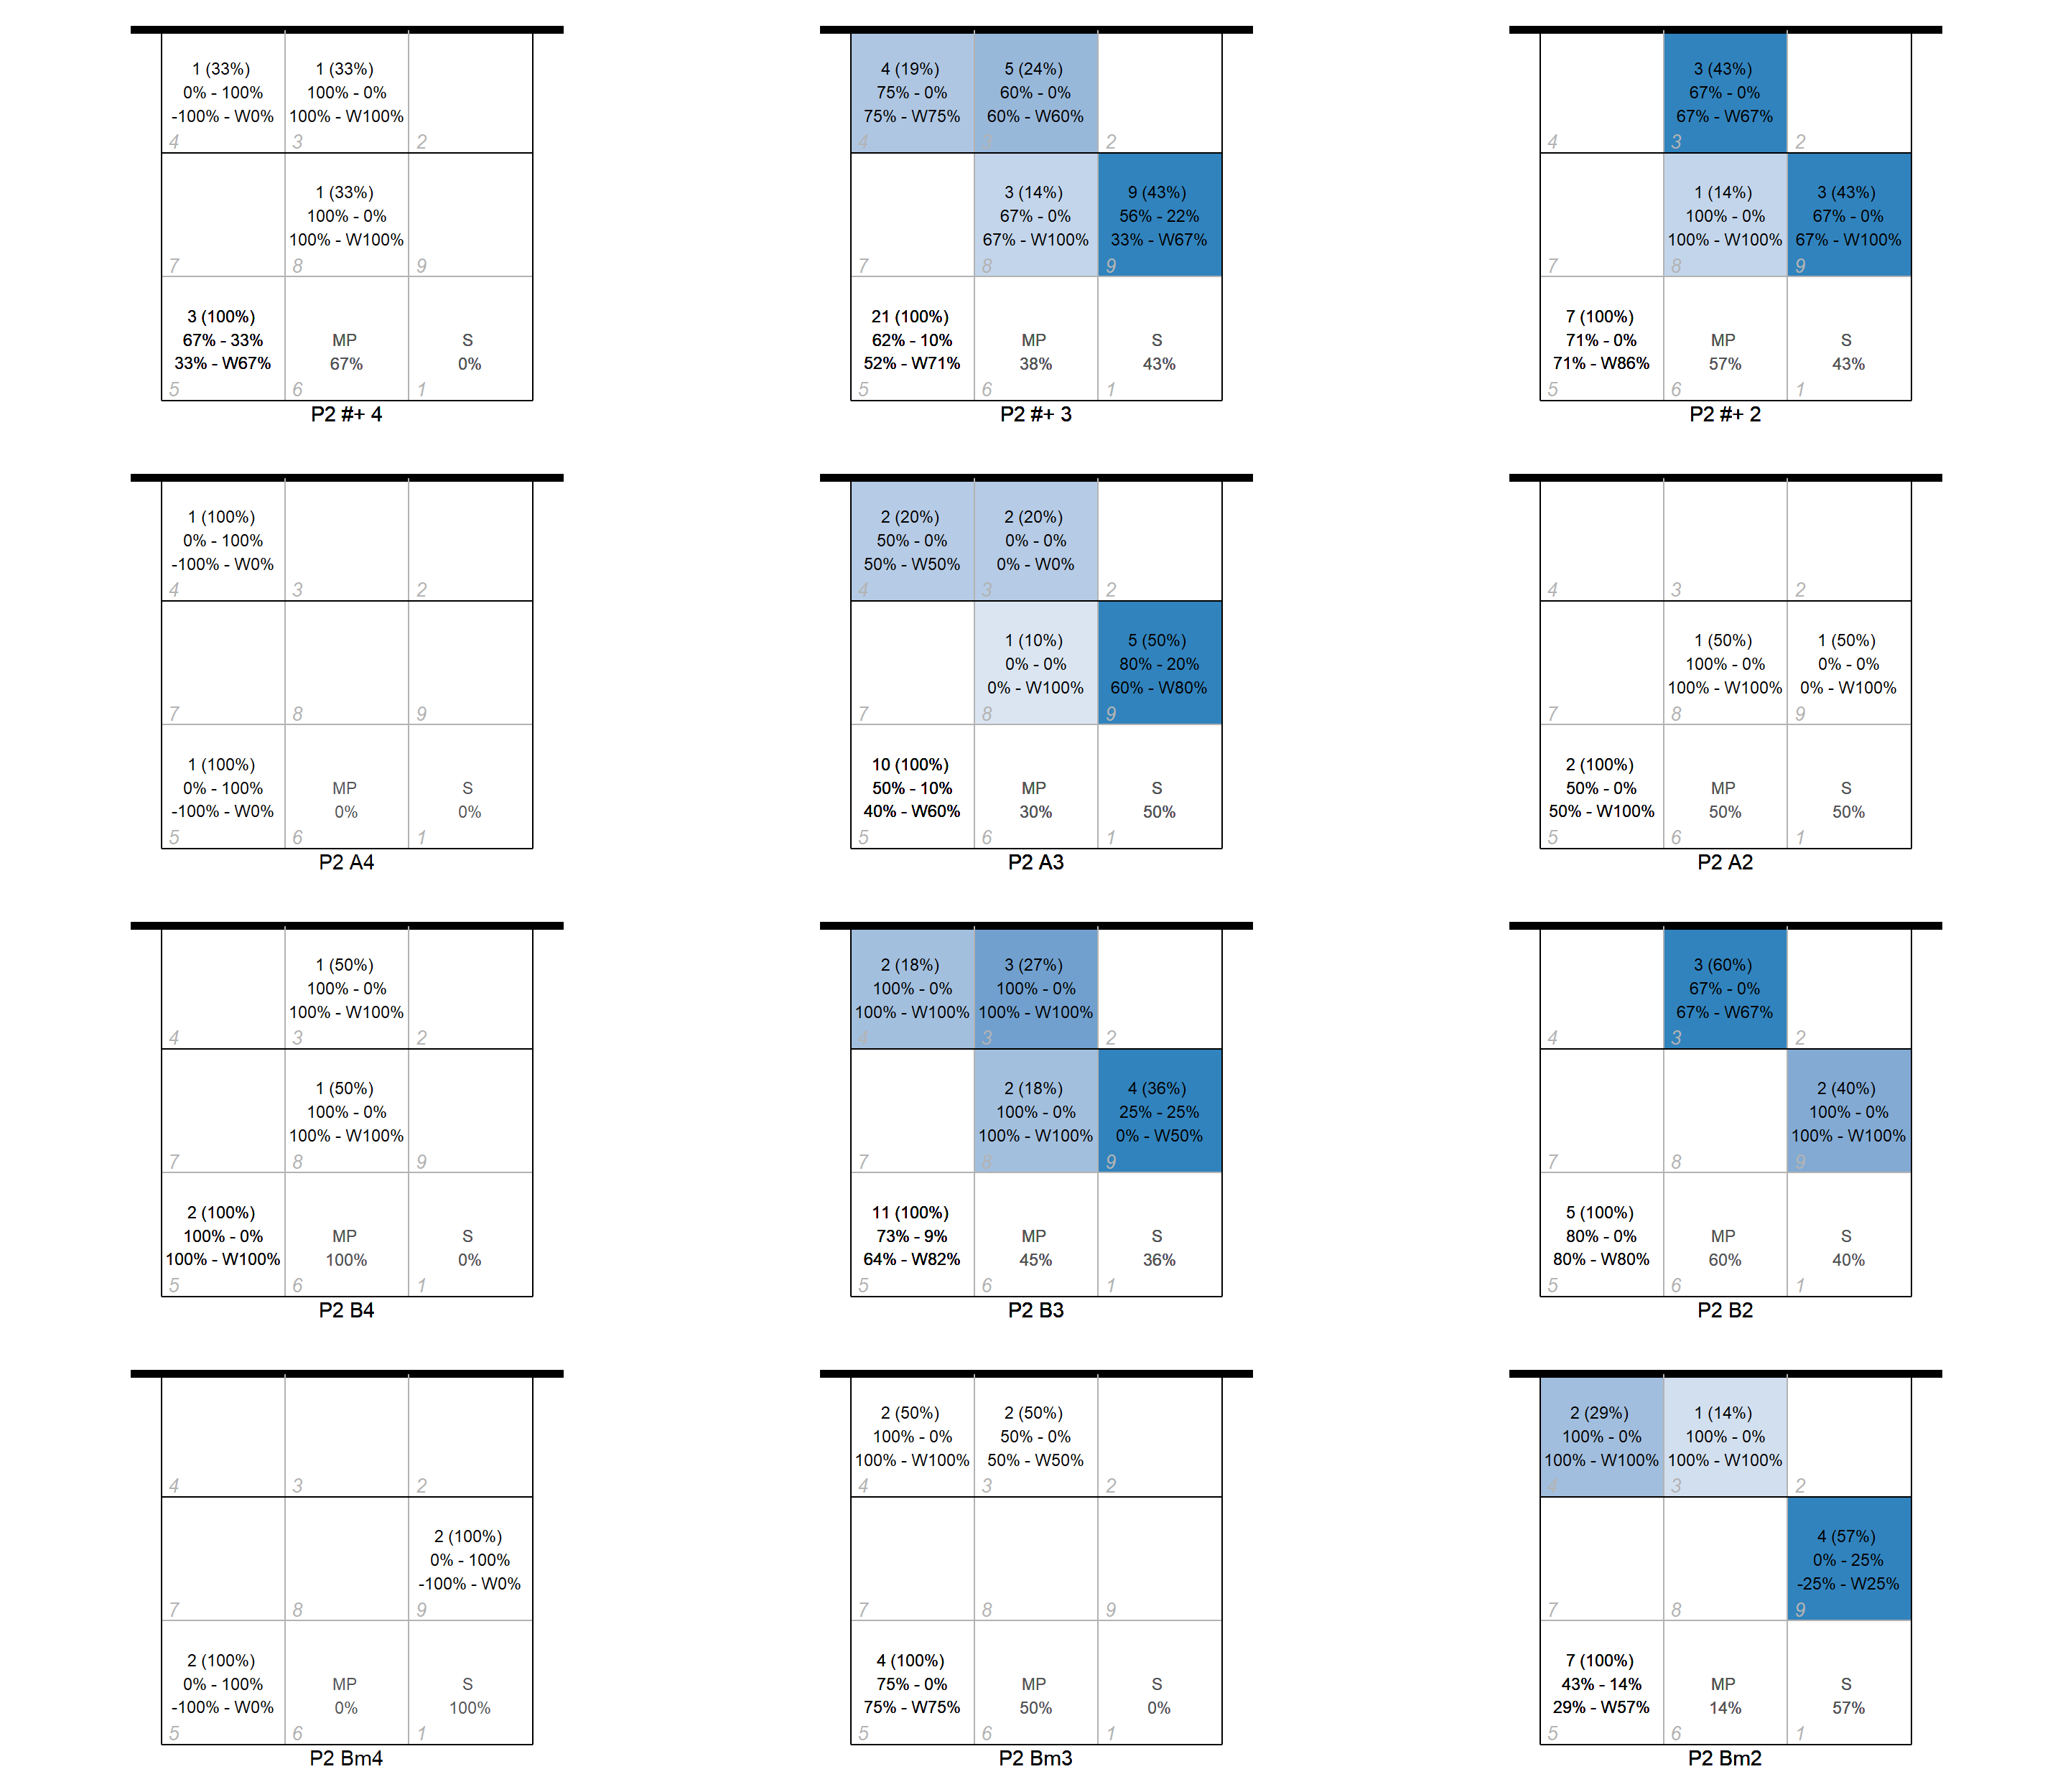 1 (33%) 1 (33%)
0% - 100% 100% - 0%
-100% - W0% 100% - W100%
4 3 2
1 (33%)
100% - 0%
100% - W100%
7 8 9
3 (100%)
67% - 33% MP S
33% - W67% 67% 0%
5 6 1
P2 #+ 4
4 (19%) 5 (24%)
75% - 0% 60% - 0%
75% - W75% 60% - W60%
4 3 2
3 (14%) 9 (43%)
67% - 0% 56% - 22%
67% - W100% 33% - W67%
7 8 9
21 (100%)
62% - 10% MP S
52% - W71% 38% 43%
5 6 1
P2 #+ 3
3 (43%)
67% - 0%
67% - W67%
4 3 2
1 (14%) 3 (43%)
100% - 0% 67% - 0%
100% - W100% 67% - W100%
7 8 9
7 (100%)
71% - 0% MP S
71% - W86% 57% 43%
5 6 1
P2 #+ 2
1 (100%)
0% - 100%
-100% - W0%
4 3 2
7 8 9
1 (100%)
0% - 100% MP S
-100% - W0% 0% 0%
5 6 1
P2 A4
2 (20%) 2 (20%)
50% - 0% 0% - 0%
50% - W50% 0% - W0%
4 3 2
1 (10%) 5 (50%)
0% - 0% 80% - 20%
0% - W100% 60% - W80%
7 8 9
10 (100%)
50% - 10% MP S
40% - W60% 30% 50%
5 6 1
P2 A3
4 3 2
1 (50%) 1 (50%)
100% - 0% 0% - 0%
100% - W100% 0% - W100%
7 8 9
2 (100%)
50% - 0% MP S
50% - W100% 50% 50%
5 6 1
P2 A2
1 (50%)
100% - 0%
100% - W100%
4 3 2
1 (50%)
100% - 0%
100% - W100%
7 8 9
2 (100%)
100% - 0% MP S
100% - W100% 100% 0%
5 6 1
P2 B4
2 (18%) 3 (27%)
100% - 0% 100% - 0%
100% - W100% 100% - W100%
4 3 2
2 (18%) 4 (36%)
100% - 0% 25% - 25%
100% - W100% 0% - W50%
7 8 9
11 (100%)
73% - 9% MP S
64% - W82% 45% 36%
5 6 1
P2 B3
3 (60%)
67% - 0%
67% - W67%
4 3 2
2 (40%)
100% - 0%
100% - W100%
7 8 9
5 (100%)
80% - 0% MP S
80% - W80% 60% 40%
5 6 1
P2 B2
4 3 2
2 (100%)
0% - 100%
-100% - W0%
7 8 9
2 (100%)
0% - 100% MP S
-100% - W0% 0% 100%
5 6 1
P2 Bm4
2 (50%) 2 (50%)
100% - 0% 50% - 0%
100% - W100% 50% - W50%
4 3 2
7 8 9
4 (100%)
75% - 0% MP S
75% - W75% 50% 0%
5 6 1
P2 Bm3
2 (29%) 1 (14%)
100% - 0% 100% - 0%
100% - W100% 100% - W100%
4 3 2
4 (57%)
0% - 25%
-25% - W25%
7 8 9
7 (100%)
43% - 14% MP S
29% - W57% 14% 57%
5 6 1
P2 Bm2